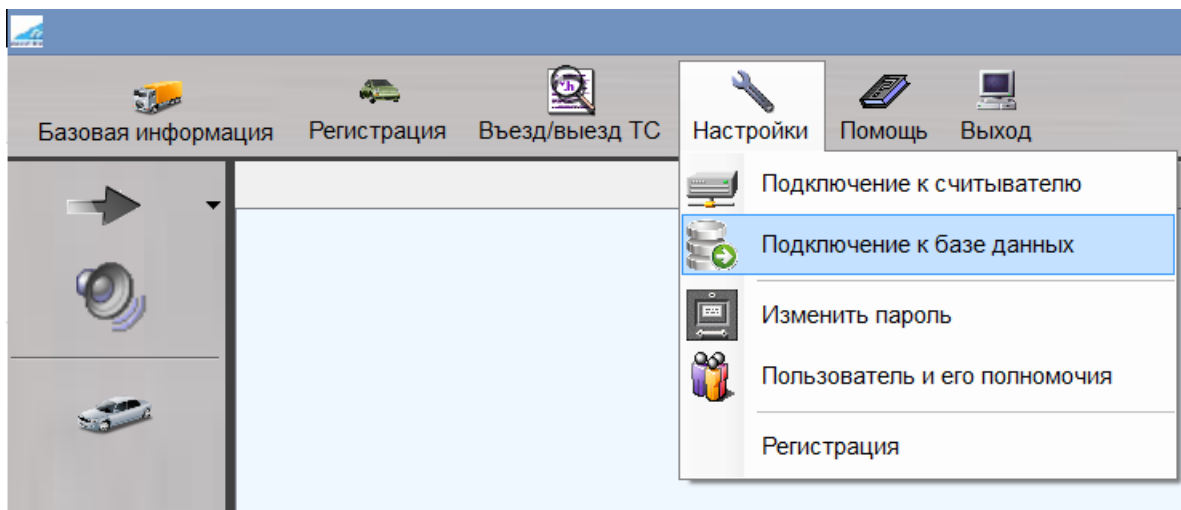 Базовая информация Регистрация Въезд/выезд ТС Настройки Помощь Выход
Подключение к считывателю
Подключение к базе данных
Изменить пароль
Пользователь и его полномочия
Регистрация